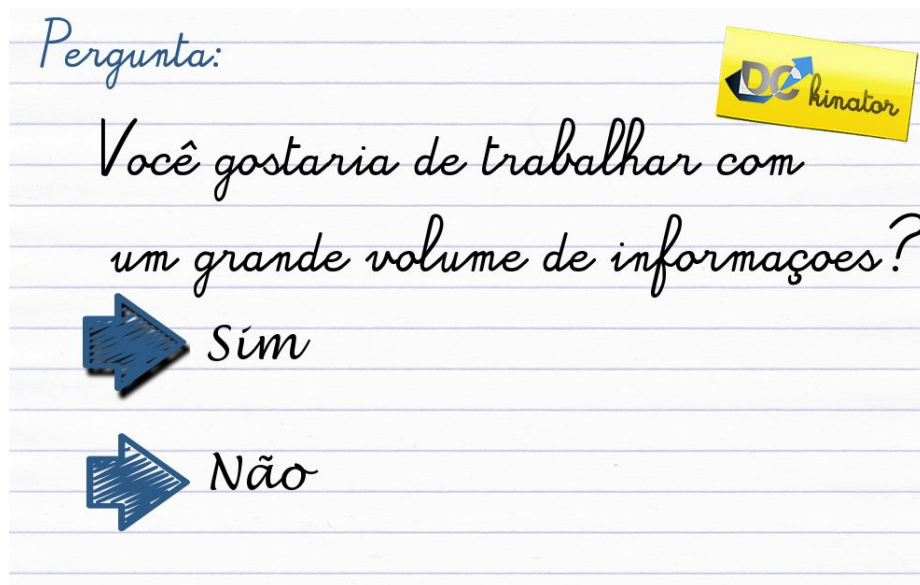 Pergunta:
DC kinator
Você gostaria de trabalhar com
um grande volume de informaçoes?
Sim
Não